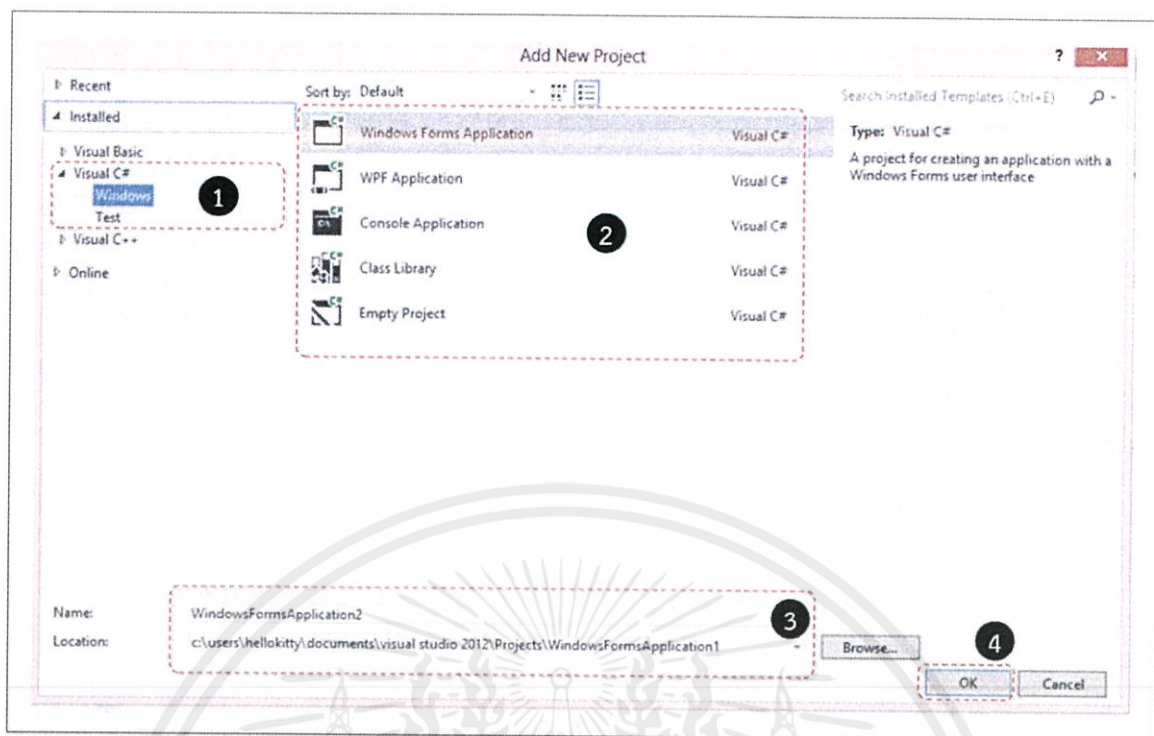 Add New Project
? x
Recent
Installed
Visual Basic
Visual C#
Windows
Test
Visual C++
Online
1
Sort by: Default
Windows Forms Application Visual C#
WPF Application Visual C#
Console Application Visual C#
Class Library Visual C#
Empty Project Visual C#
2
Search Installed Templates (Ctrl+E)
Type: Visual C#
A project for creating an application with a
Windows Forms user interface
Name: WindowsFormsApplication2
Location: c:\users\hellokitty\documents\visual studio 2012\Projects\WindowsFormsApplication1
3
Browse...
4
OK Cancel